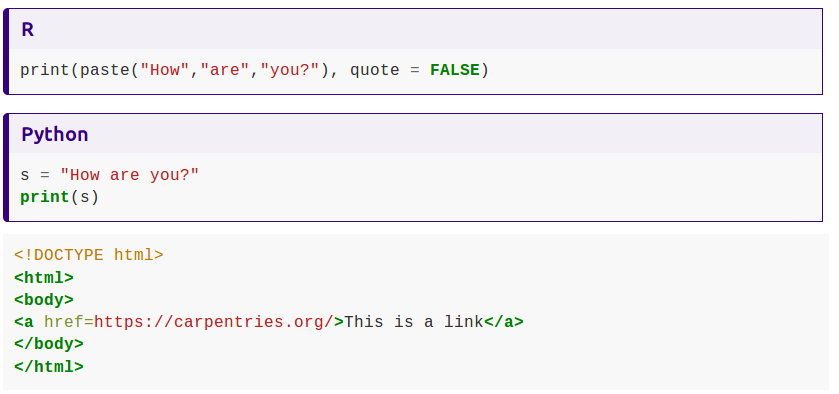 R
print(paste("How","are","you?"), quote = FALSE)
Python
s = "How are you?"
print(s)
<!DOCTYPE html>
<html>
<body>
<a href=https://carpentries.org/>This is a link</a>
</body>
</html>